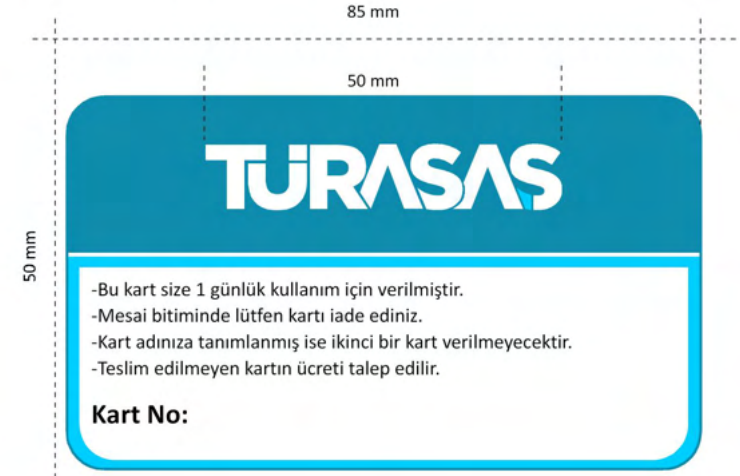 85 mm
50 mm
TÜRASAŞ
50 mm
-Bu kart size 1 günlük kullanım için verilmiştir.
-Mesai bitiminde lütfen kartı iade ediniz.
-Kart adınıza tanımlanmış ise ikinci bir kart verilmeyecektir.
-Teslim edilmeyen kartın ücreti talep edilir.
Kart No: